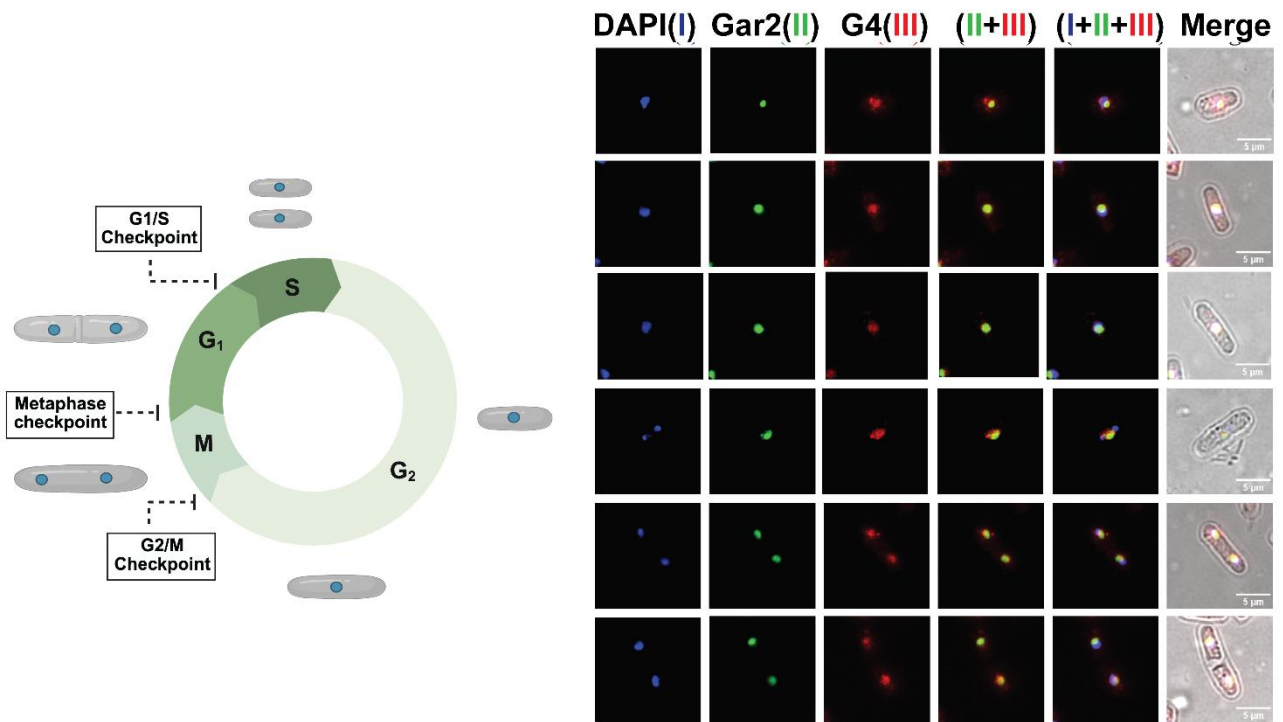 DAPI(I) Gar2(II) G4(III) (II+III) (I+II+III) Merge
G1/S
Checkpoint
S
G₁
Metaphase
checkpoint
M
G₂
G2/M
Checkpoint
5 µm
5 µm
5 µm
5 µm
5 µm
5 µm